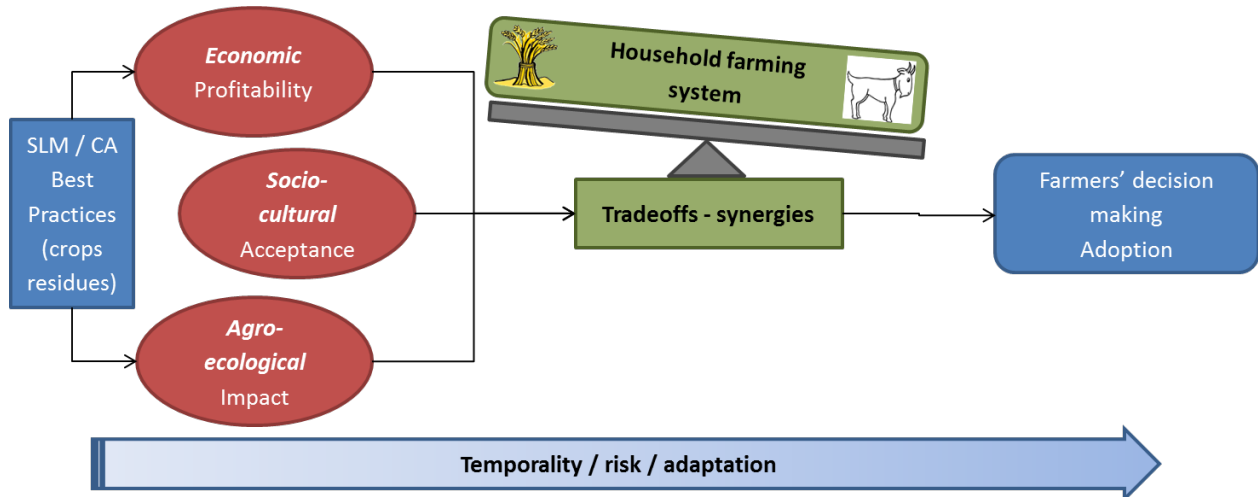 SLM / CA
Best
Practices
(crops
residues)
Economic
Profitability
Socio-
cultural
Acceptance
Agro-
ecological
Impact
Household farming
system
Tradeoffs - synergies
Farmers’ decision
making
Adoption
Temporality / risk / adaptation